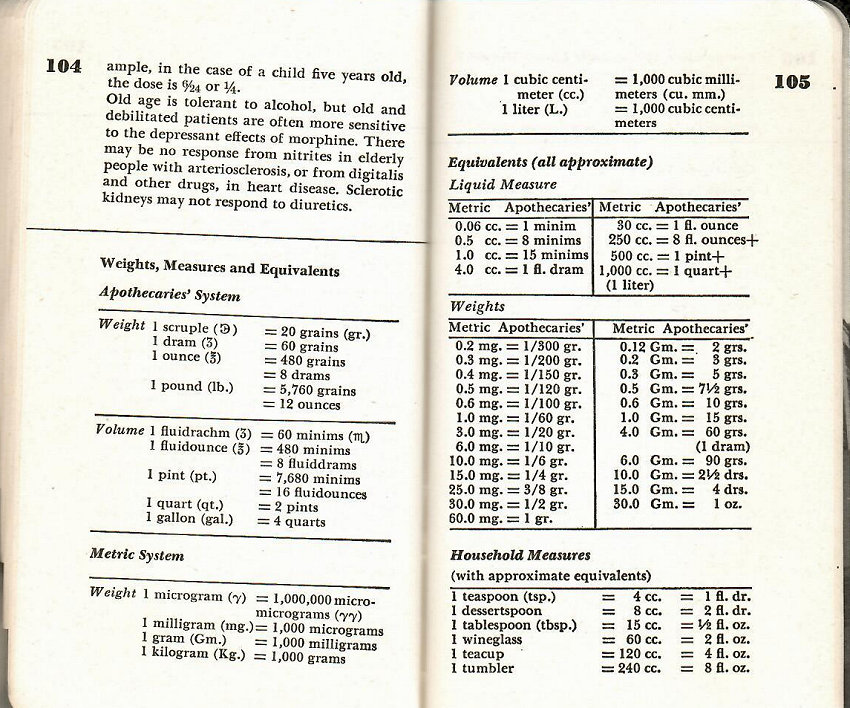 104
ample, in the case of a child five years old,
the dose is 6⁄24 or ¼.
Old age is tolerant to alcohol, but old and
debilitated patients are often more sensitive
to the depressant effects of morphine. There
may be no response from nitrites in elderly
people with arteriosclerosis, or from digitalis
and other drugs, in heart disease. Sclerotic
kidneys may not respond to diuretics.
Weights, Measures and Equivalents
Apothecaries' System
Weight 1 scruple (℈) = 20 grains (gr.)
1 dram (ʒ) = 60 grains
1 ounce (℥) = 480 grains
= 8 drams
1 pound (lb.) = 5,760 grains
= 12 ounces
Volume 1 fluidrachm (ʒ) = 60 minims (♏)
1 fluidounce (℥) = 480 minims
= 8 fluiddrams
1 pint (pt.) = 7,680 minims
= 16 fluidounces
1 quart (qt.) = 2 pints
1 gallon (gal.) = 4 quarts
Metric System
Weight 1 microgram (γ) = 1,000,000 micro-
micrograms (γγ)
1 milligram (mg.) = 1,000 micrograms
1 gram (Gm.) = 1,000 milligrams
1 kilogram (Kg.) = 1,000 grams
105
Volume 1 cubic centi- = 1,000 cubic milli-
meter (cc.) meters (cu. mm.)
1 liter (L.) = 1,000 cubic centi-
meters
Equivalents (all approximate)
Liquid Measure
Metric Apothecaries' Metric Apothecaries'
0.06 cc. = 1 minim 30 cc. = 1 fl. ounce
0.5 cc. = 8 minims 250 cc. = 8 fl. ounces+
1.0 cc. = 15 minims 500 cc. = 1 pint+
4.0 cc. = 1 fl. dram 1,000 cc. = 1 quart+
(1 liter)
Weights
Metric Apothecaries' Metric Apothecaries'
0.2 mg. = 1/300 gr. 0.12 Gm. = 2 grs.
0.3 mg. = 1/200 gr. 0.2 Gm. = 3 grs.
0.4 mg. = 1/150 gr. 0.3 Gm. = 5 grs.
0.5 mg. = 1/120 gr. 0.5 Gm. = 7½ grs.
0.6 mg. = 1/100 gr. 0.6 Gm. = 10 grs.
1.0 mg. = 1/60 gr. 1.0 Gm. = 15 grs.
3.0 mg. = 1/20 gr. 4.0 Gm. = 60 grs.
6.0 mg. = 1/10 gr. (1 dram)
10.0 mg. = 1/6 gr. 6.0 Gm. = 90 grs.
15.0 mg. = 1/4 gr. 10.0 Gm. = 2½ drs.
25.0 mg. = 3/8 gr. 15.0 Gm. = 4 drs.
30.0 mg. = 1/2 gr. 30.0 Gm. = 1 oz.
60.0 mg. = 1 gr.
Household Measures
(with approximate equivalents)
1 teaspoon (tsp.) = 4 cc. = 1 fl. dr.
1 dessertspoon = 8 cc. = 2 fl. dr.
1 tablespoon (tbsp.) = 15 cc. = ½ fl. oz.
1 wineglass = 60 cc. = 2 fl. oz.
1 teacup = 120 cc. = 4 fl. oz.
1 tumbler = 240 cc. = 8 fl. oz.